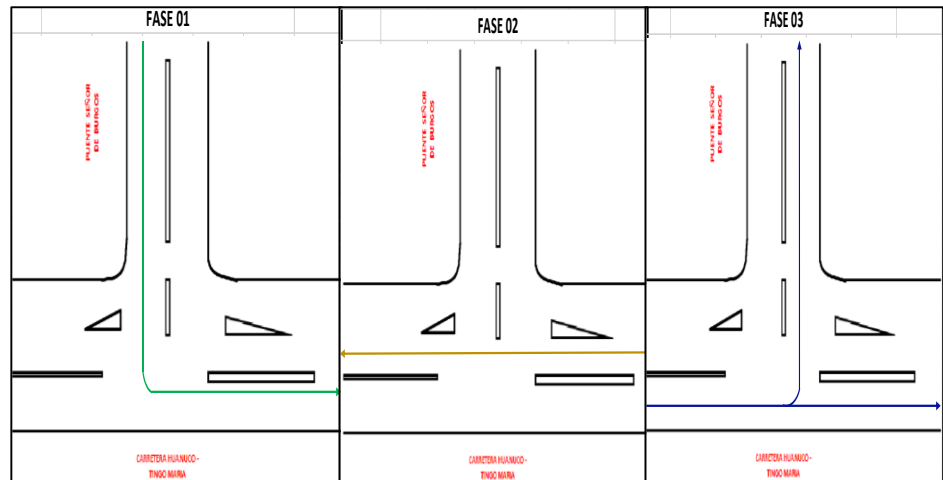 FASE 01
PUENTE SEÑOR
DE BURGOS
CARRETERA HUANUCO -
TINGO MARIA
FASE 02
PUENTE SEÑOR
DE BURGOS
CARRETERA HUANUCO -
TINGO MARIA
FASE 03
PUENTE SEÑOR
DE BURGOS
CARRETERA HUANUCO -
TINGO MARIA